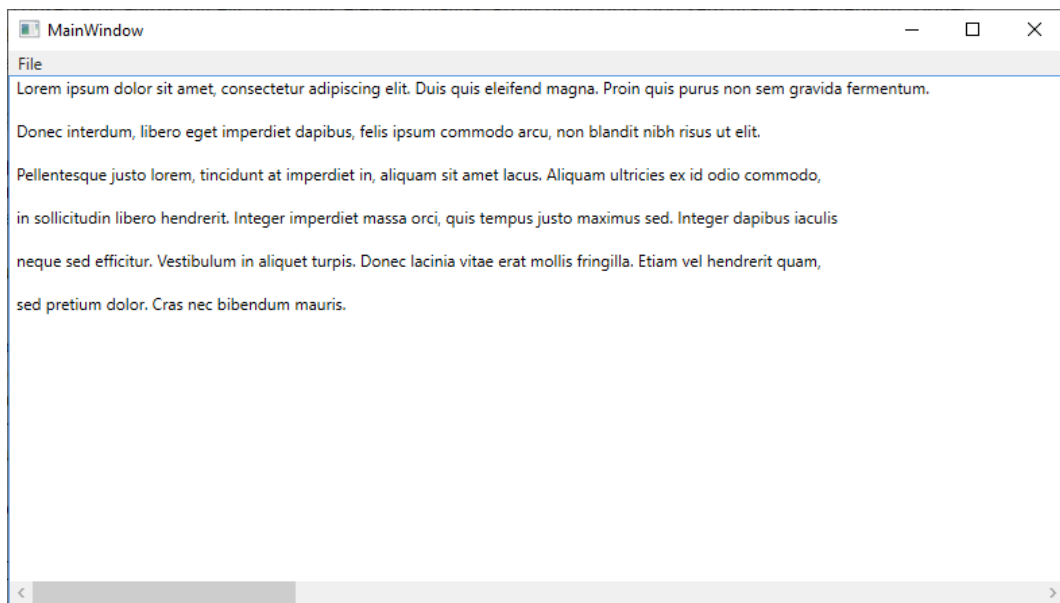 MainWindow
File
Lorem ipsum dolor sit amet, consectetur adipiscing elit. Duis quis eleifend magna. Proin quis purus non sem gravida fermentum.
Donec interdum, libero eget imperdiet dapibus, felis ipsum commodo arcu, non blandit nibh risus ut elit.
Pellentesque justo lorem, tincidunt at imperdiet in, aliquam sit amet lacus. Aliquam ultricies ex id odio commodo,
in sollicitudin libero hendrerit. Integer imperdiet massa orci, quis tempus justo maximus sed. Integer dapibus iaculis
neque sed efficitur. Vestibulum in aliquet turpis. Donec lacinia vitae erat mollis fringilla. Etiam vel hendrerit quam,
sed pretium dolor. Cras nec bibendum mauris.